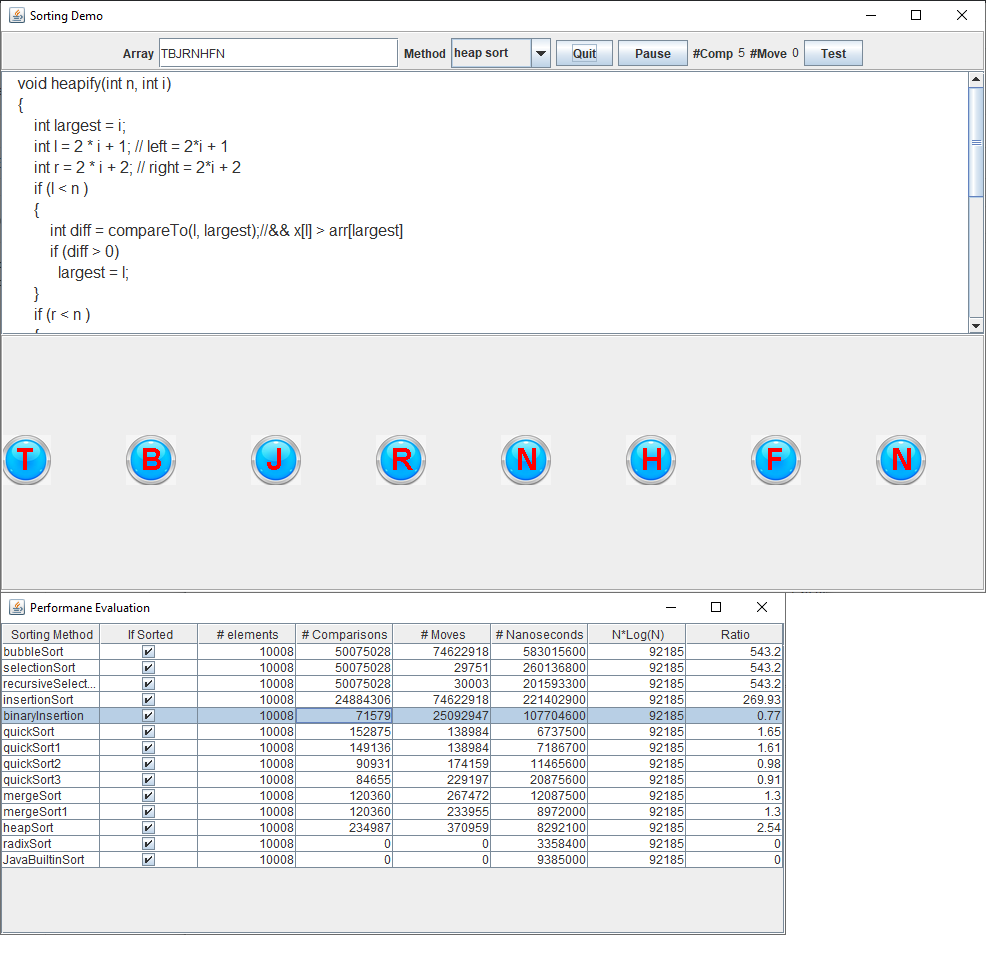 Sorting Demo
Array TBJRNHFN Method heap sort Quit Pause #Comp 5 #Move 0 Test
void heapify(int n, int i)
{
int largest = i;
int l = 2 * i + 1; // left = 2*i + 1
int r = 2 * i + 2; // right = 2*i + 2
if (l < n )
{
int diff = compareTo(l, largest);//&& x[l] > arr[largest]
if (diff > 0)
largest = l;
}
if (r < n )
{
T B J R N H F N
Performane Evaluation
Sorting Method If Sorted # elements # Comparisons # Moves # Nanoseconds N*Log(N) Ratio
bubbleSort 10008 50075028 74622918 583015600 92185 543.2
selectionSort 10008 50075028 29751 260136800 92185 543.2
recursiveSelect... 10008 50075028 30003 201593300 92185 543.2
insertionSort 10008 24884306 74622918 221402900 92185 269.93
binaryInsertion 10008 71579 25092947 107704600 92185 0.77
quickSort 10008 152875 138984 6737500 92185 1.65
quickSort1 10008 149136 138984 7186700 92185 1.61
quickSort2 10008 90931 174159 11465600 92185 0.98
quickSort3 10008 84655 229197 20875600 92185 0.91
mergeSort 10008 120360 267472 12087500 92185 1.3
mergeSort1 10008 120360 233955 8972000 92185 1.3
heapSort 10008 234987 370959 8292100 92185 2.54
radixSort 10008 0 0 3358400 92185 0
JavaBuiltinSort 10008 0 0 9385000 92185 0